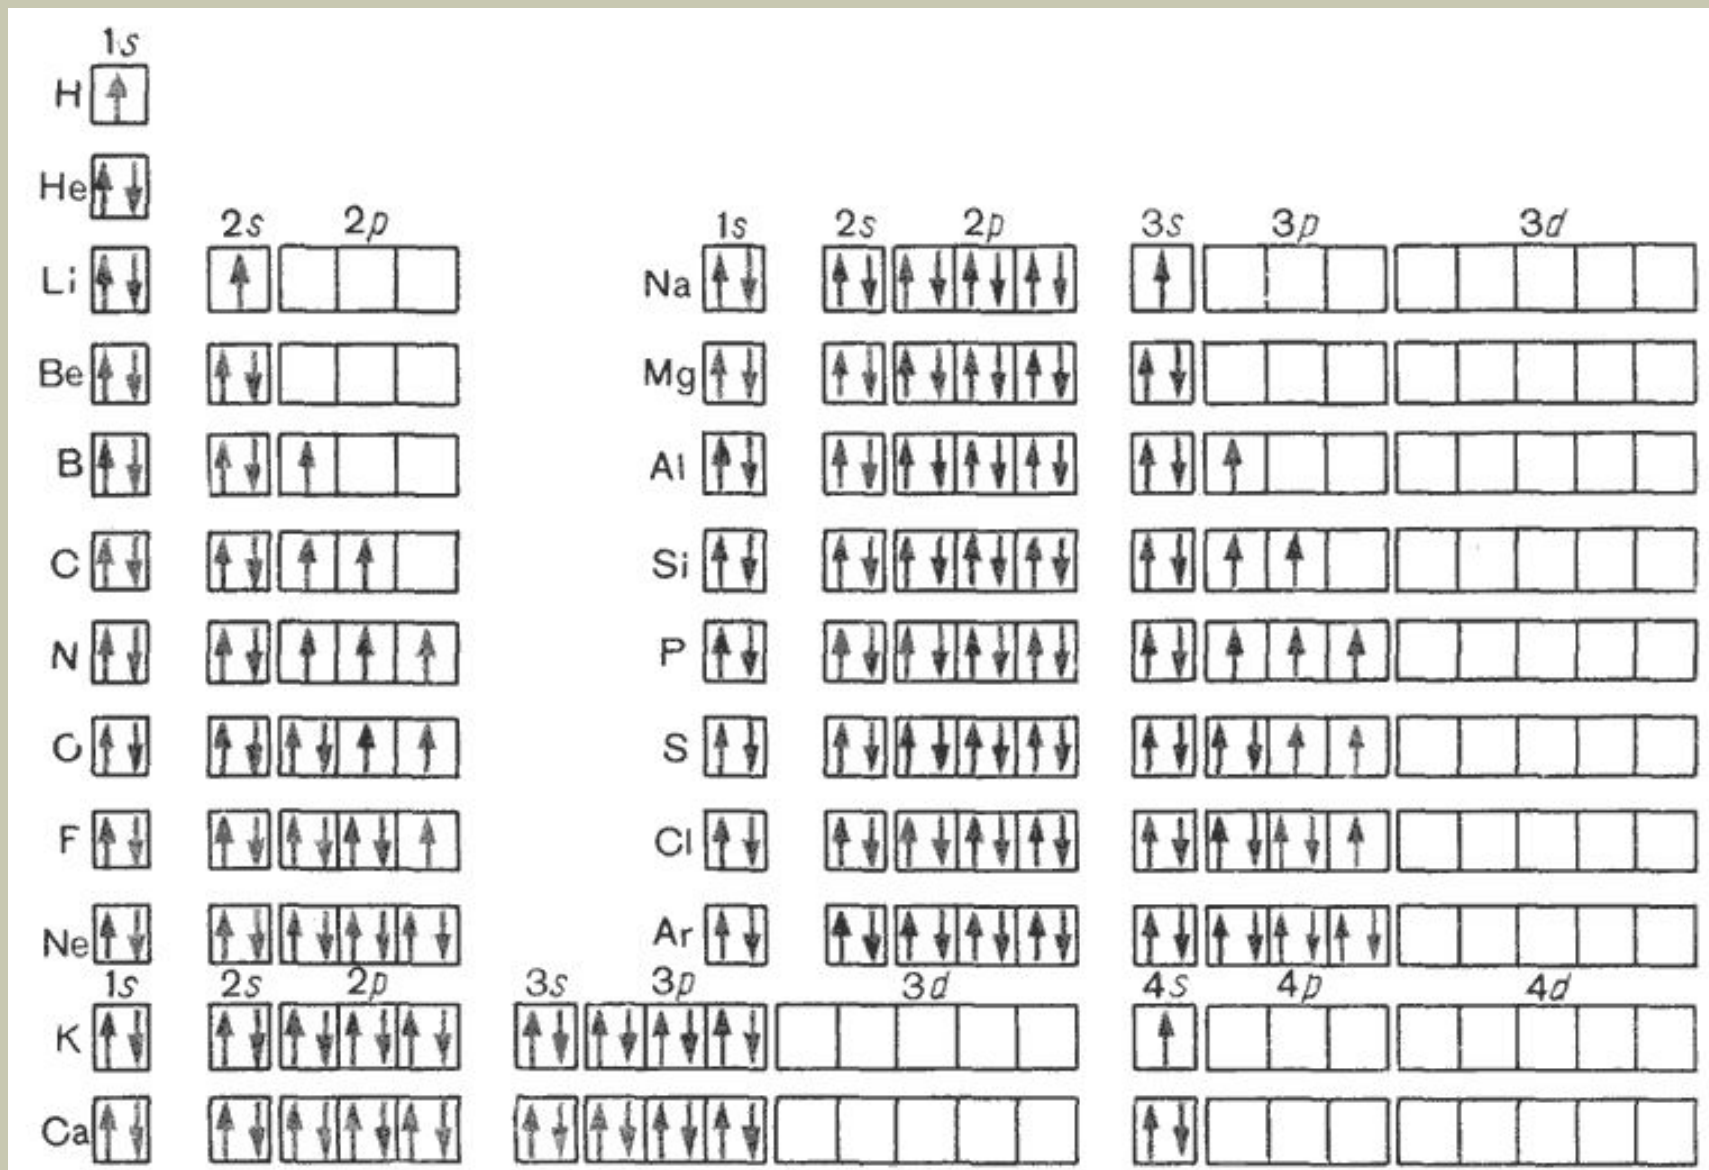 1s
H
He
2s 2p 1s 2s 2p 3s 3p 3d
Li Na
Be Mg
B Al
C Si
N P
O S
F Cl
Ne Ar
1s 2s 2p 3s 3p 3d 4s 4p 4d
K
Ca